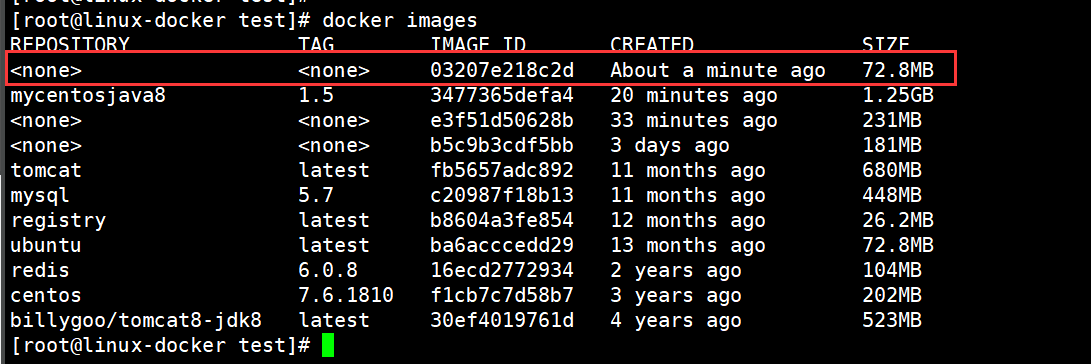 [root@linux-docker test]#
[root@linux-docker test]# docker images
REPOSITORY TAG IMAGE ID CREATED SIZE
<none> <none> 03207e218c2d About a minute ago 72.8MB
mycentosjava8 1.5 3477365defa4 20 minutes ago 1.25GB
<none> <none> e3f51d50628b 33 minutes ago 231MB
<none> <none> b5c9b3cdf5bb 3 days ago 181MB
tomcat latest fb5657adc892 11 months ago 680MB
mysql 5.7 c20987f18b13 11 months ago 448MB
registry latest b8604a3fe854 12 months ago 26.2MB
ubuntu latest ba6acccedd29 13 months ago 72.8MB
redis 6.0.8 16ecd2772934 2 years ago 104MB
centos 7.6.1810 f1cb7c7d58b7 3 years ago 202MB
billygoo/tomcat8-jdk8 latest 30ef4019761d 4 years ago 523MB
[root@linux-docker test]#